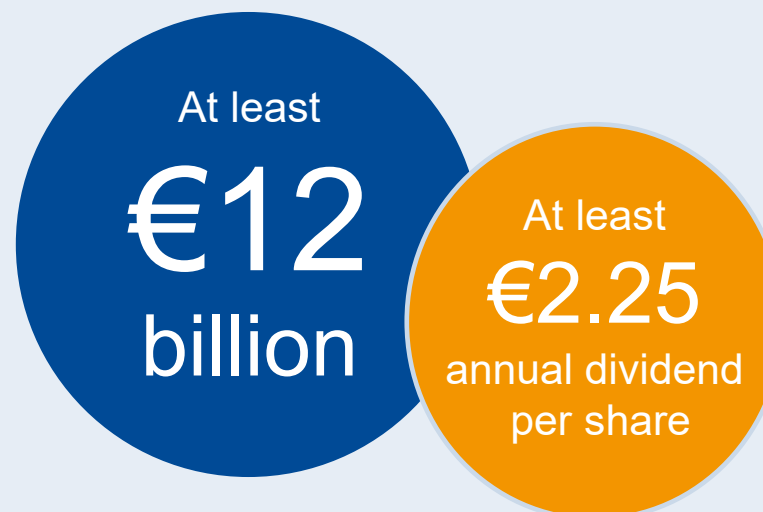 At least
€12
billion
At least
€2.25
annual dividend
per share